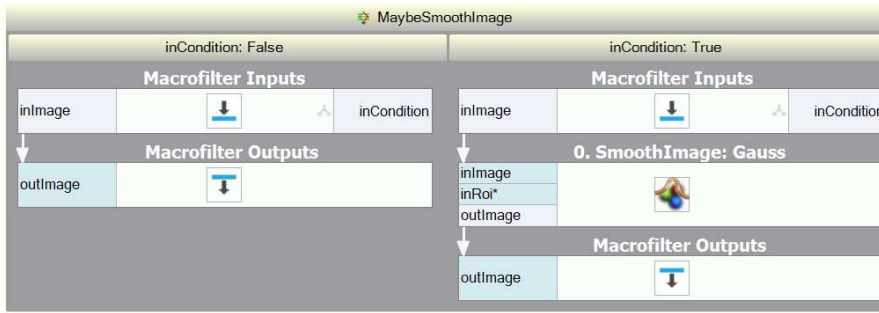 MaybeSmoothImage
inCondition: False
Macrofilter Inputs
inImage
inCondition
Macrofilter Outputs
outImage
inCondition: True
Macrofilter Inputs
inImage
inCondition
0. SmoothImage: Gauss
inImage
inRoi*
outImage
Macrofilter Outputs
outImage